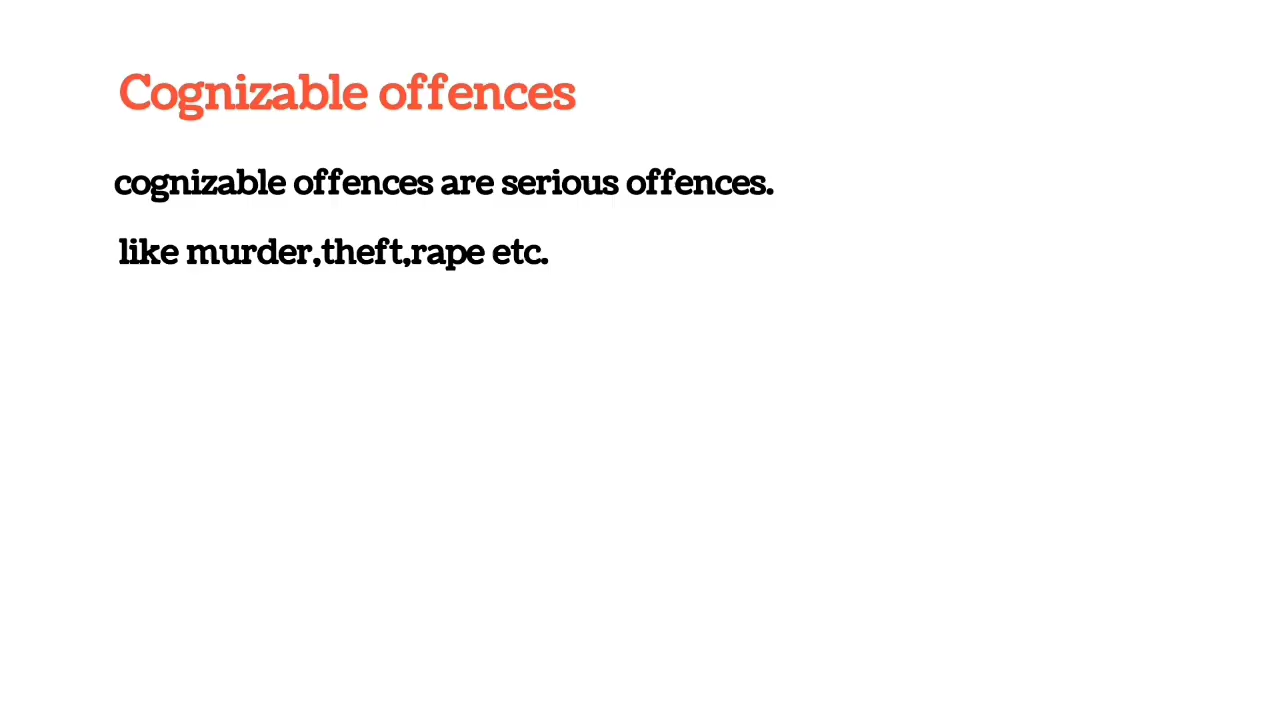 Cognizable offences
cognizable offences are serious offences.
like murder,theft,rape etc.